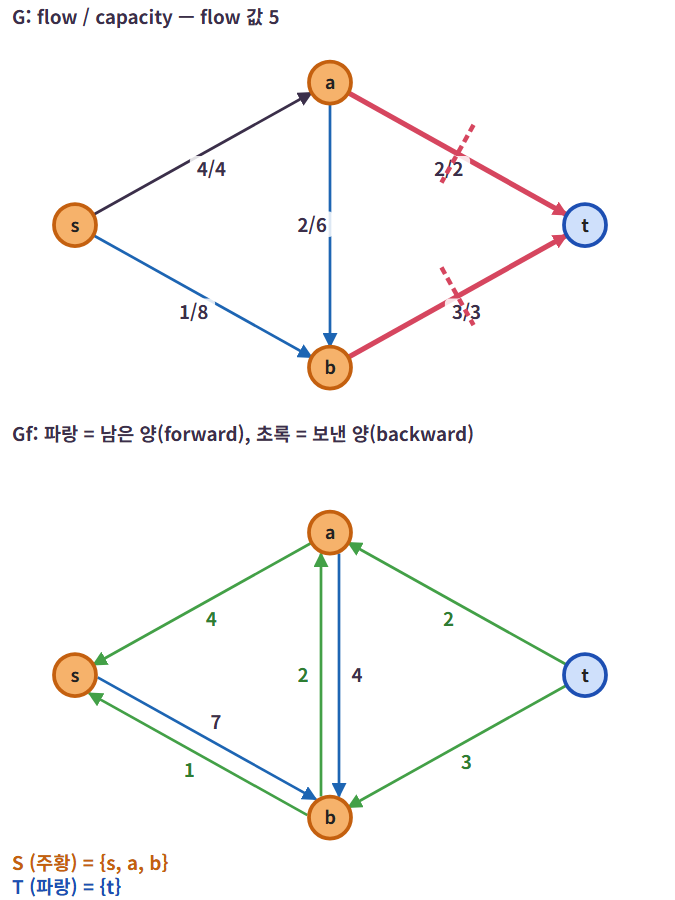 G: flow / capacity — flow 값 5
a
4/4
2/2
s
2/6
t
1/8
3/3
b
Gf: 파랑 = 남은 양(forward), 초록 = 보낸 양(backward)
a
4
2
s
2
4
t
7
1
3
b
S (주황) = {s, a, b}
T (파랑) = {t}